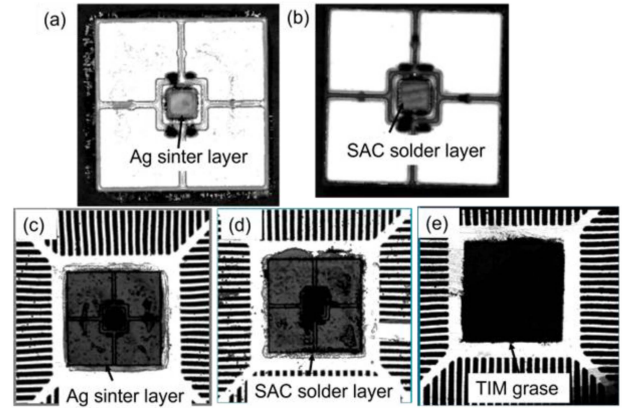 (a)
Ag sinter layer
(b)
SAC solder layer
(c)
Ag sinter layer
(d)
SAC solder layer
(e)
TIM grase